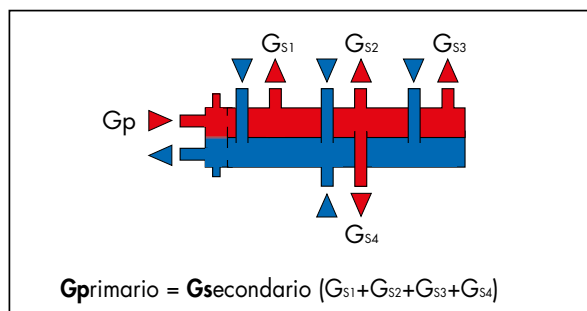 Gs1 Gs2 Gs3
Gp
Gs4
Gprimario = Gsecondario (Gs1+Gs2+Gs3+Gs4)